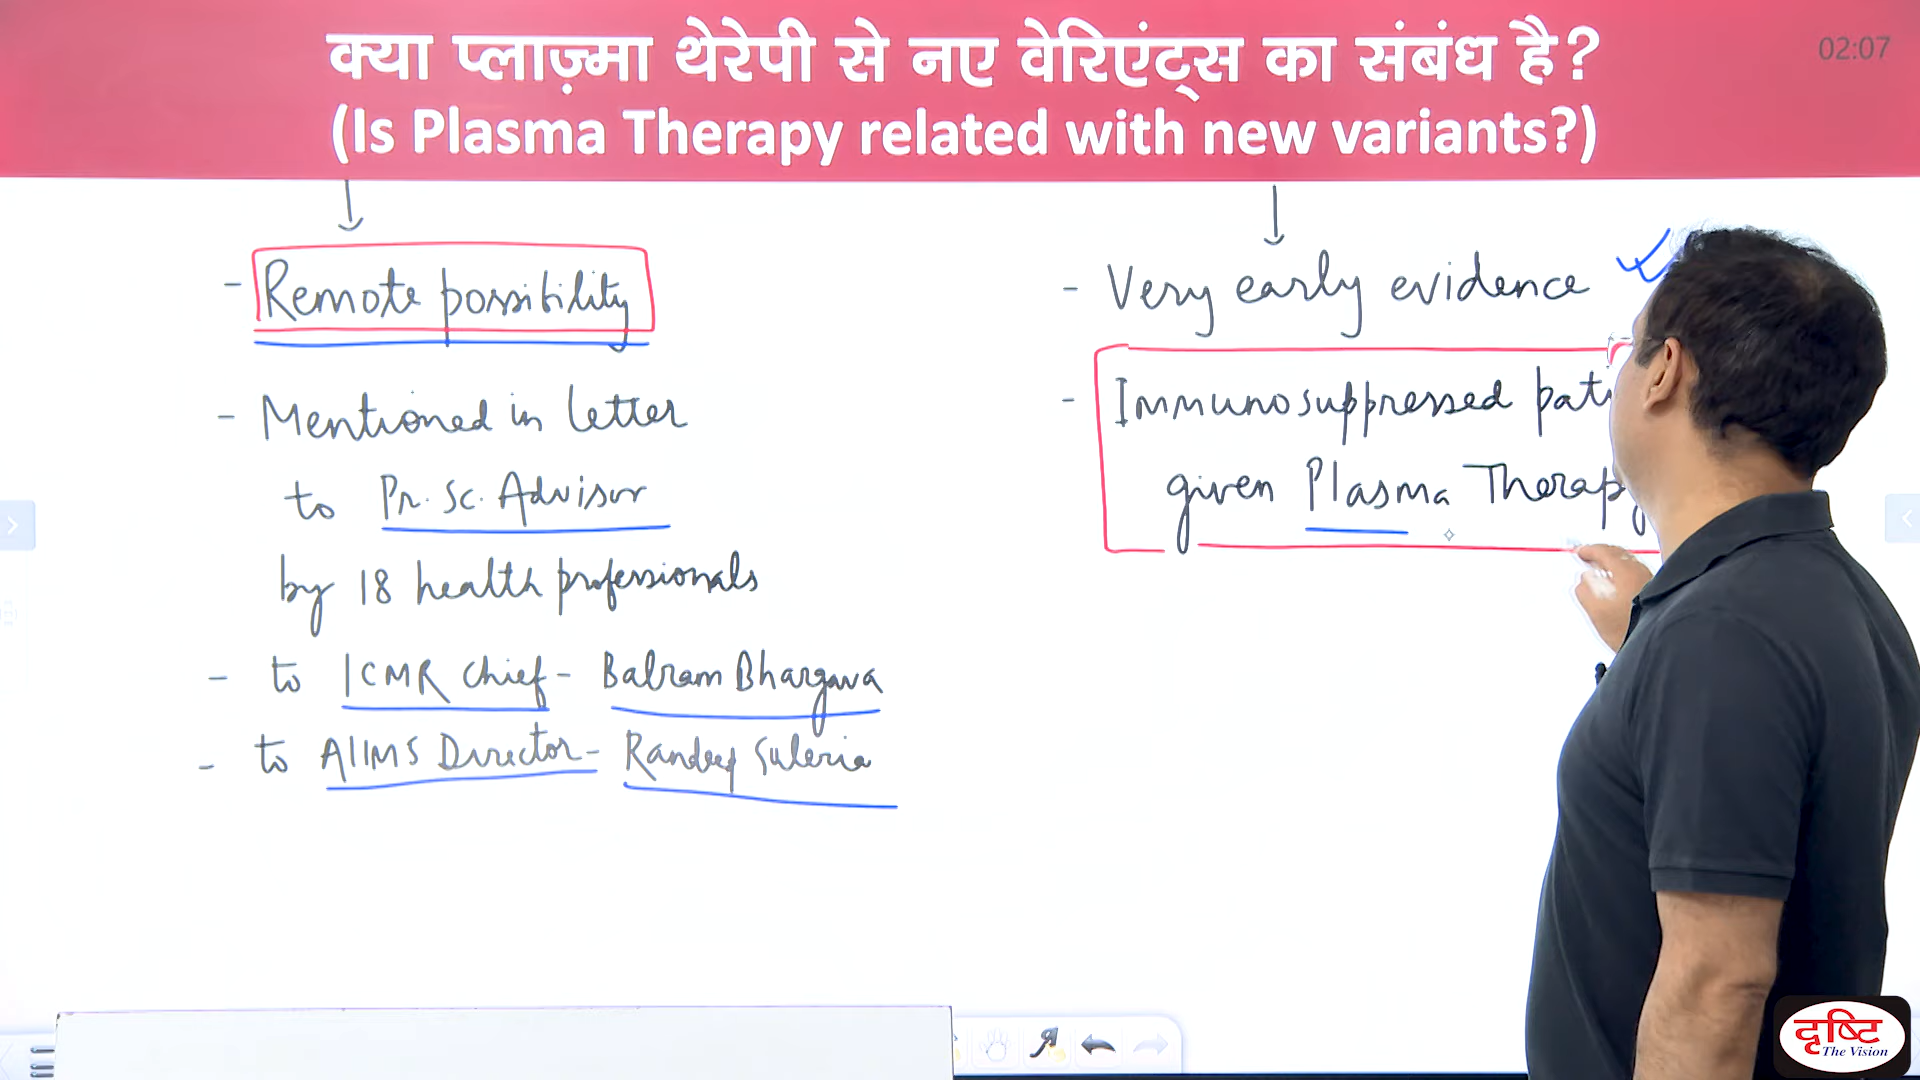 क्या प्लाज़्मा थेरेपी से नए वेरिएंट्स का संबंध है?
(Is Plasma Therapy related with new variants?)
02:07
- Remote possibility
- Mentioned in letter
to Pr. Sc. Advisor
by 18 health professionals
- to ICMR Chief - Balram Bhargava
- to AIIMS Director - Randeep Guleria
- Very early evidence
- Immunosuppressed pati
given Plasma Therapy
दृष्टि
The Vision